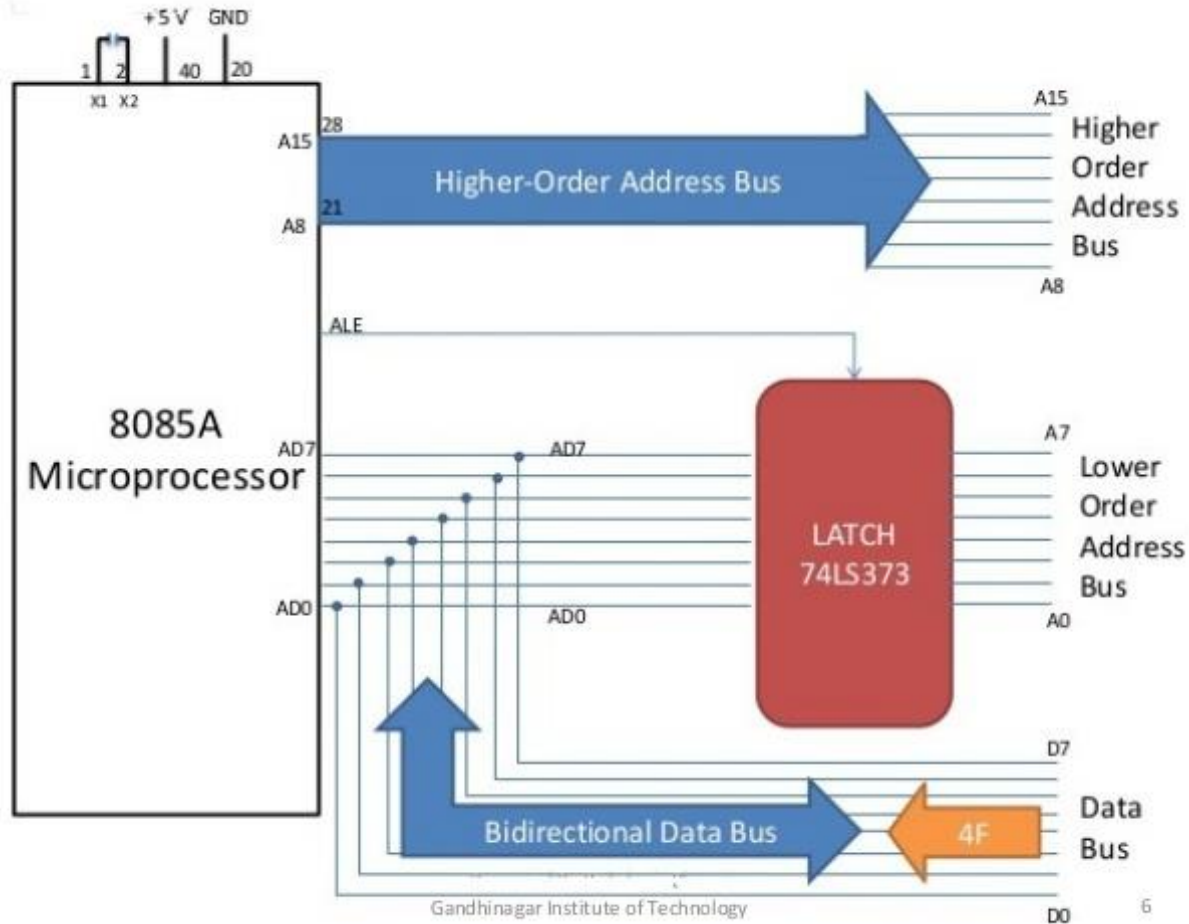 +5 V GND
1 2 40 20
X1 X2
A15 28
Higher-Order Address Bus
A8 21
A15
Higher
Order
Address
Bus
A8
ALE
8085A
Microprocessor
AD7 AD7
AD0 AD0
LATCH
74LS373
A7
Lower
Order
Address
Bus
A0
D7
Data
Bus
D0
Bidirectional Data Bus
4F
Gandhinagar Institute of Technology
6